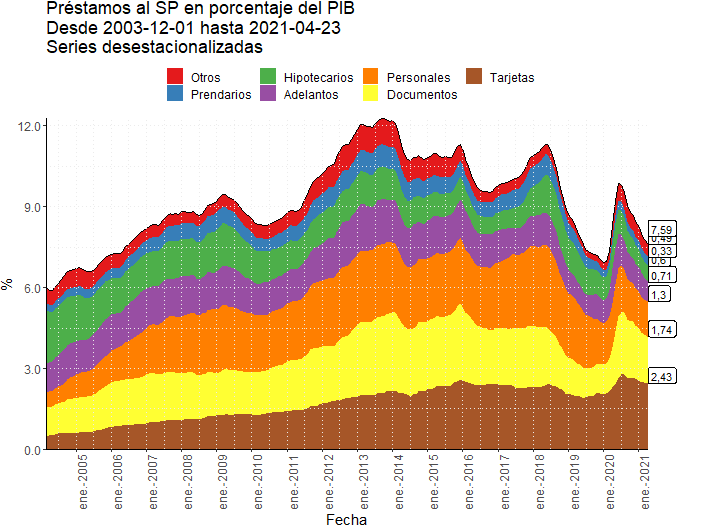 Préstamos al SP en porcentaje del PIB
Desde 2003-12-01 hasta 2021-04-23
Series desestacionalizadas
Otros Hipotecarios Personales Tarjetas
Prendarios Adelantos Documentos
12.0
9.0
6.0
3.0
0.0
%
7,59
0,33
0,6
0,71
1,3
1,74
2,43
ene.-2005 ene.-2006 ene.-2007 ene.-2008 ene.-2009 ene.-2010 ene.-2011 ene.-2012 ene.-2013 ene.-2014 ene.-2015 ene.-2016 ene.-2017 ene.-2018 ene.-2019 ene.-2020 ene.-2021
Fecha